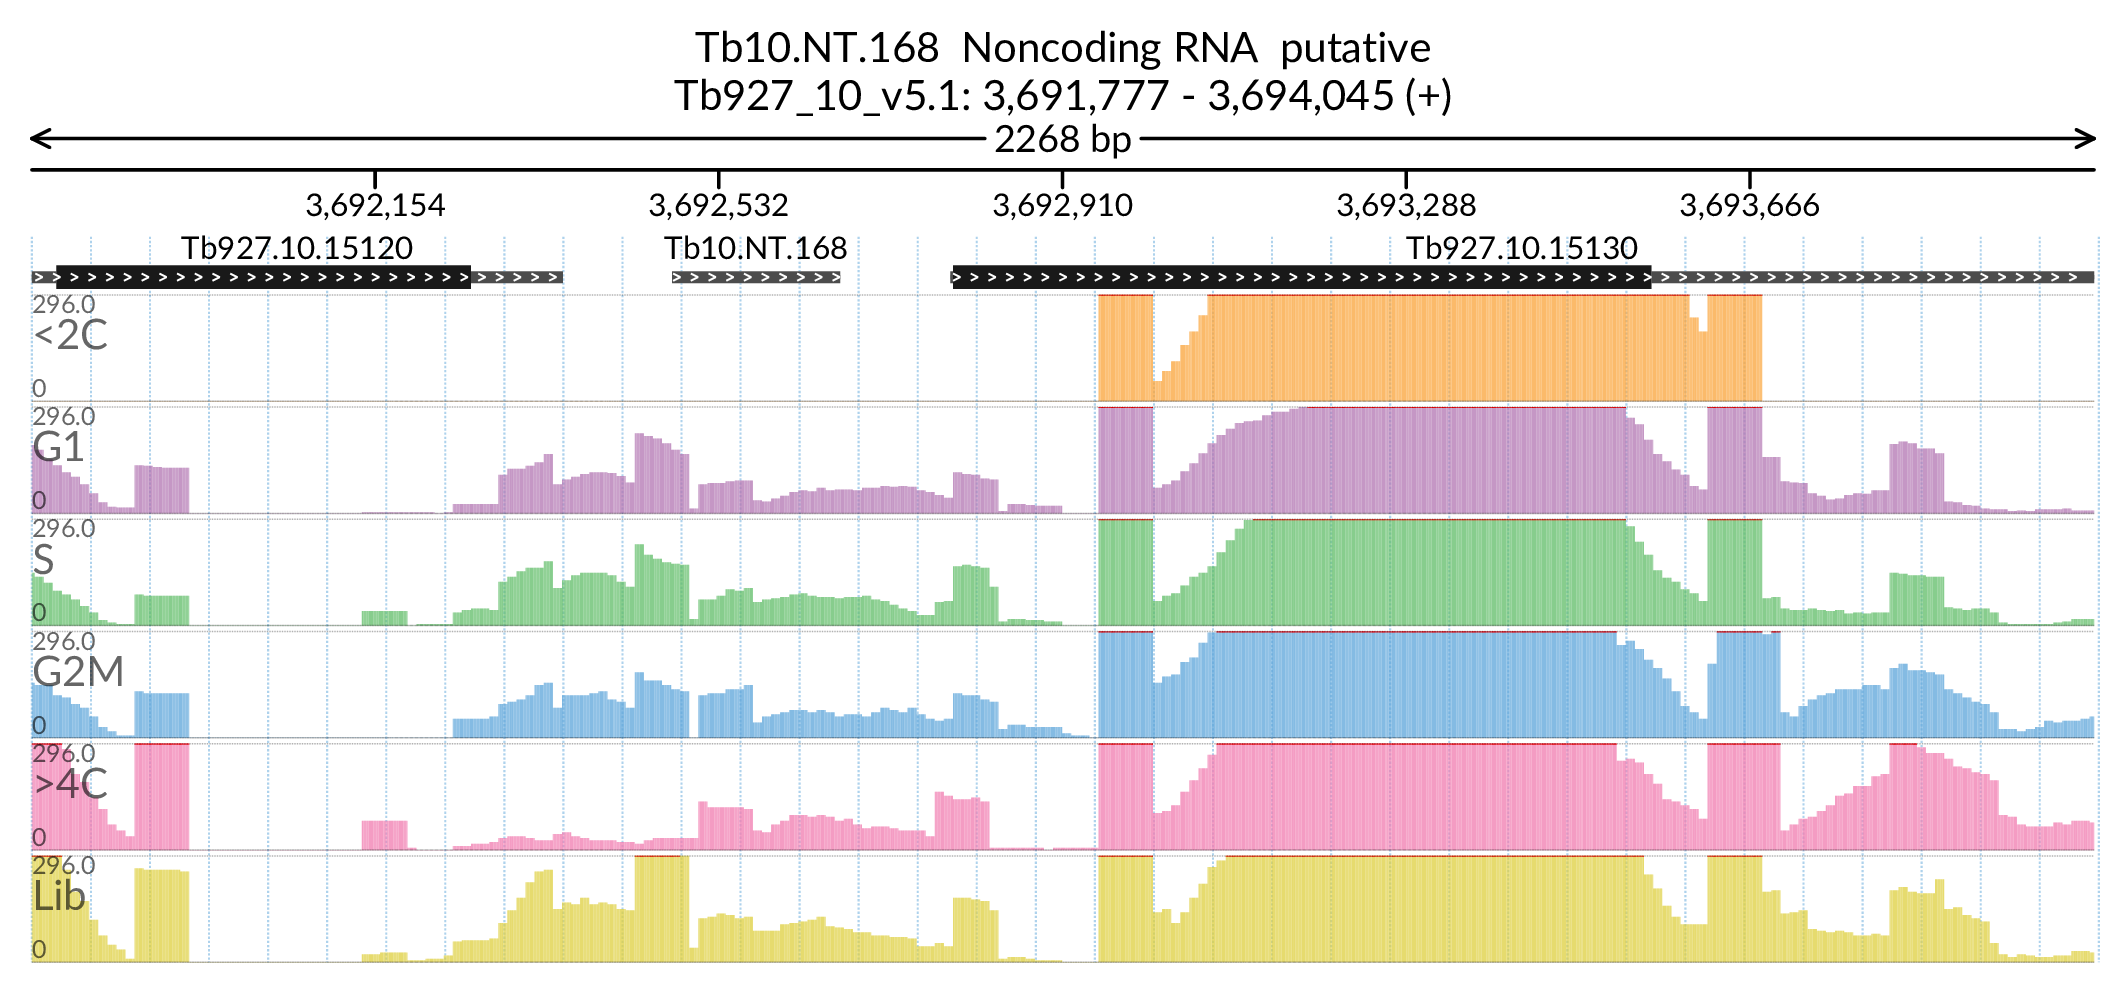 Tb10.NT.168 Noncoding RNA putative
Tb927_10_v5.1: 3,691,777 - 3,694,045 (+)
2268 bp
3,692,154 3,692,532 3,692,910 3,693,288 3,693,666
Tb927.10.15120 Tb10.NT.168 Tb927.10.15130
296.0
<2C
0
296.0
G1
0
296.0
S
0
296.0
G2M
0
296.0
>4C
0
296.0
Lib
0